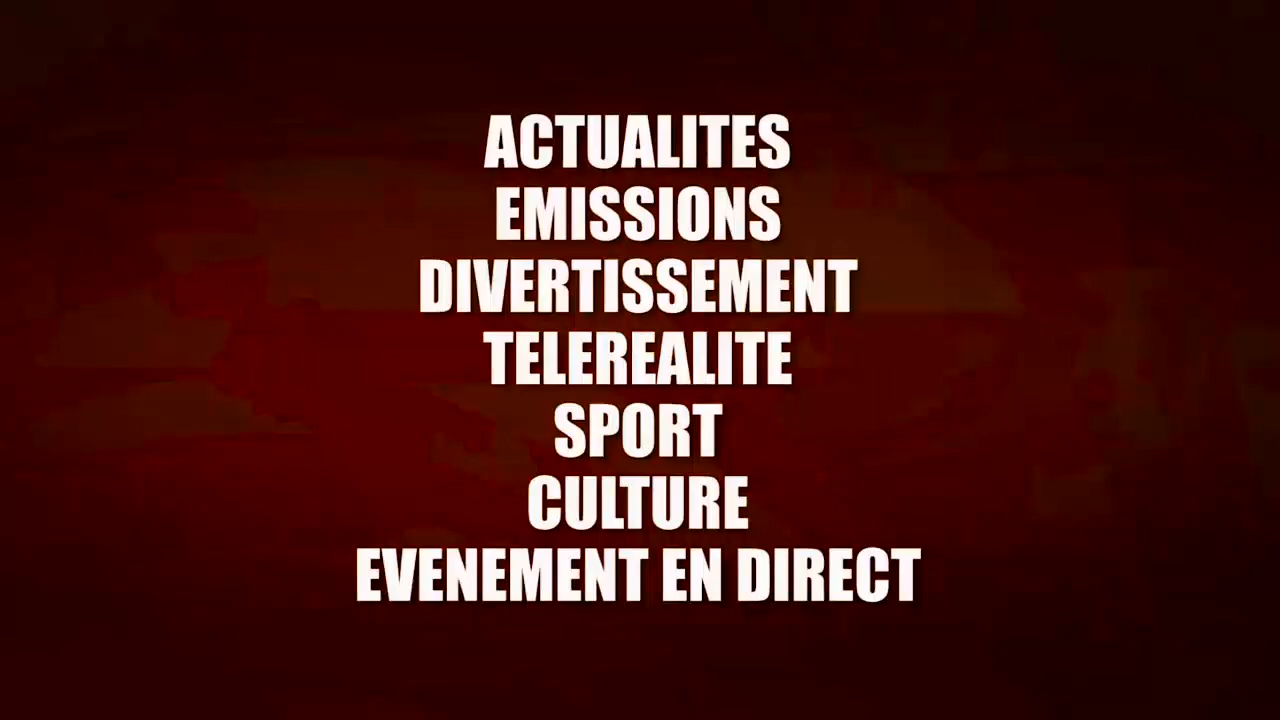 ACTUALITES
EMISSIONS
DIVERTISSEMENT
TELEREALITE
SPORT
CULTURE
EVENEMENT EN DIRECT